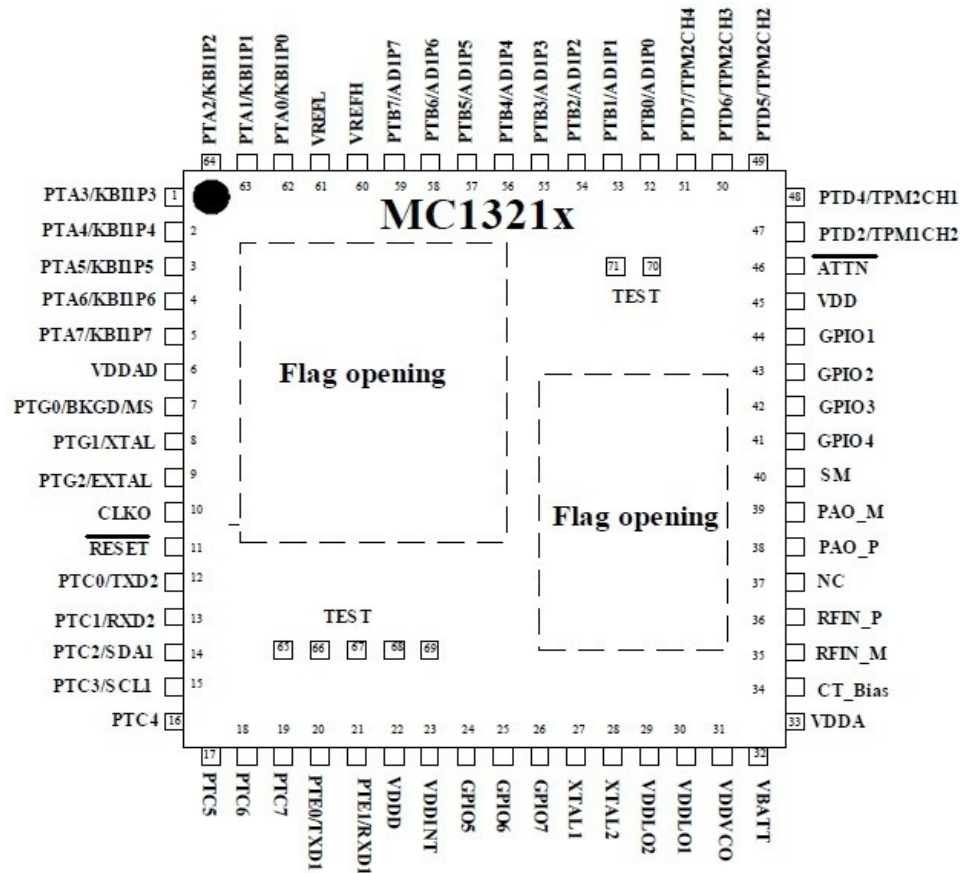 PTA2/KBI1P2
PTA1/KBI1P1
PTA0/KBI1P0
VREFL
VREFH
PTB7/AD1P7
PTB6/AD1P6
PTB5/AD1P5
PTB4/AD1P4
PTB3/AD1P3
PTB2/AD1P2
PTB1/AD1P1
PTB0/AD1P0
PTD7/TPM2CH4
PTD6/TPM2CH3
PTD5/TPM2CH2
64
63
62
61
60
59
58
57
56
55
54
53
52
51
50
49
MC1321x
PTA3/KBI1P3 1
PTA4/KBI1P4 2
PTA5/KBI1P5 3
PTA6/KBI1P6 4
PTA7/KBI1P7 5
VDDAD 6
PTG0/BKGD/MS 7
PTG1/XTAL 8
PTG2/EXTAL 9
CLKO 10
RESET 11
PTC0/TXD2 12
PTC1/RXD2 13
PTC2/SDA1 14
PTC3/SCL1 15
PTC4 16
71 70
TEST
Flag opening
Flag opening
TEST
65 66 67 68 69
48 PTD4/TPM2CH1
47 PTD2/TPM1CH2
46 ATTN
45 VDD
44 GPIO1
43 GPIO2
42 GPIO3
41 GPIO4
40 SM
39 PAO_M
38 PAO_P
37 NC
36 RFIN_P
35 RFIN_M
34 CT_Bias
33 VDDA
17
18
19
20
21
22
23
24
25
26
27
28
29
30
31
32
PTC5
PTC6
PTC7
PTE0/TXD1
PTE1/RXD1
VDDD
VDDINT
GPIO5
GPIO6
GPIO7
XTAL1
XTAL2
VDDLO2
VDDLO1
VDDVCO
VBATT